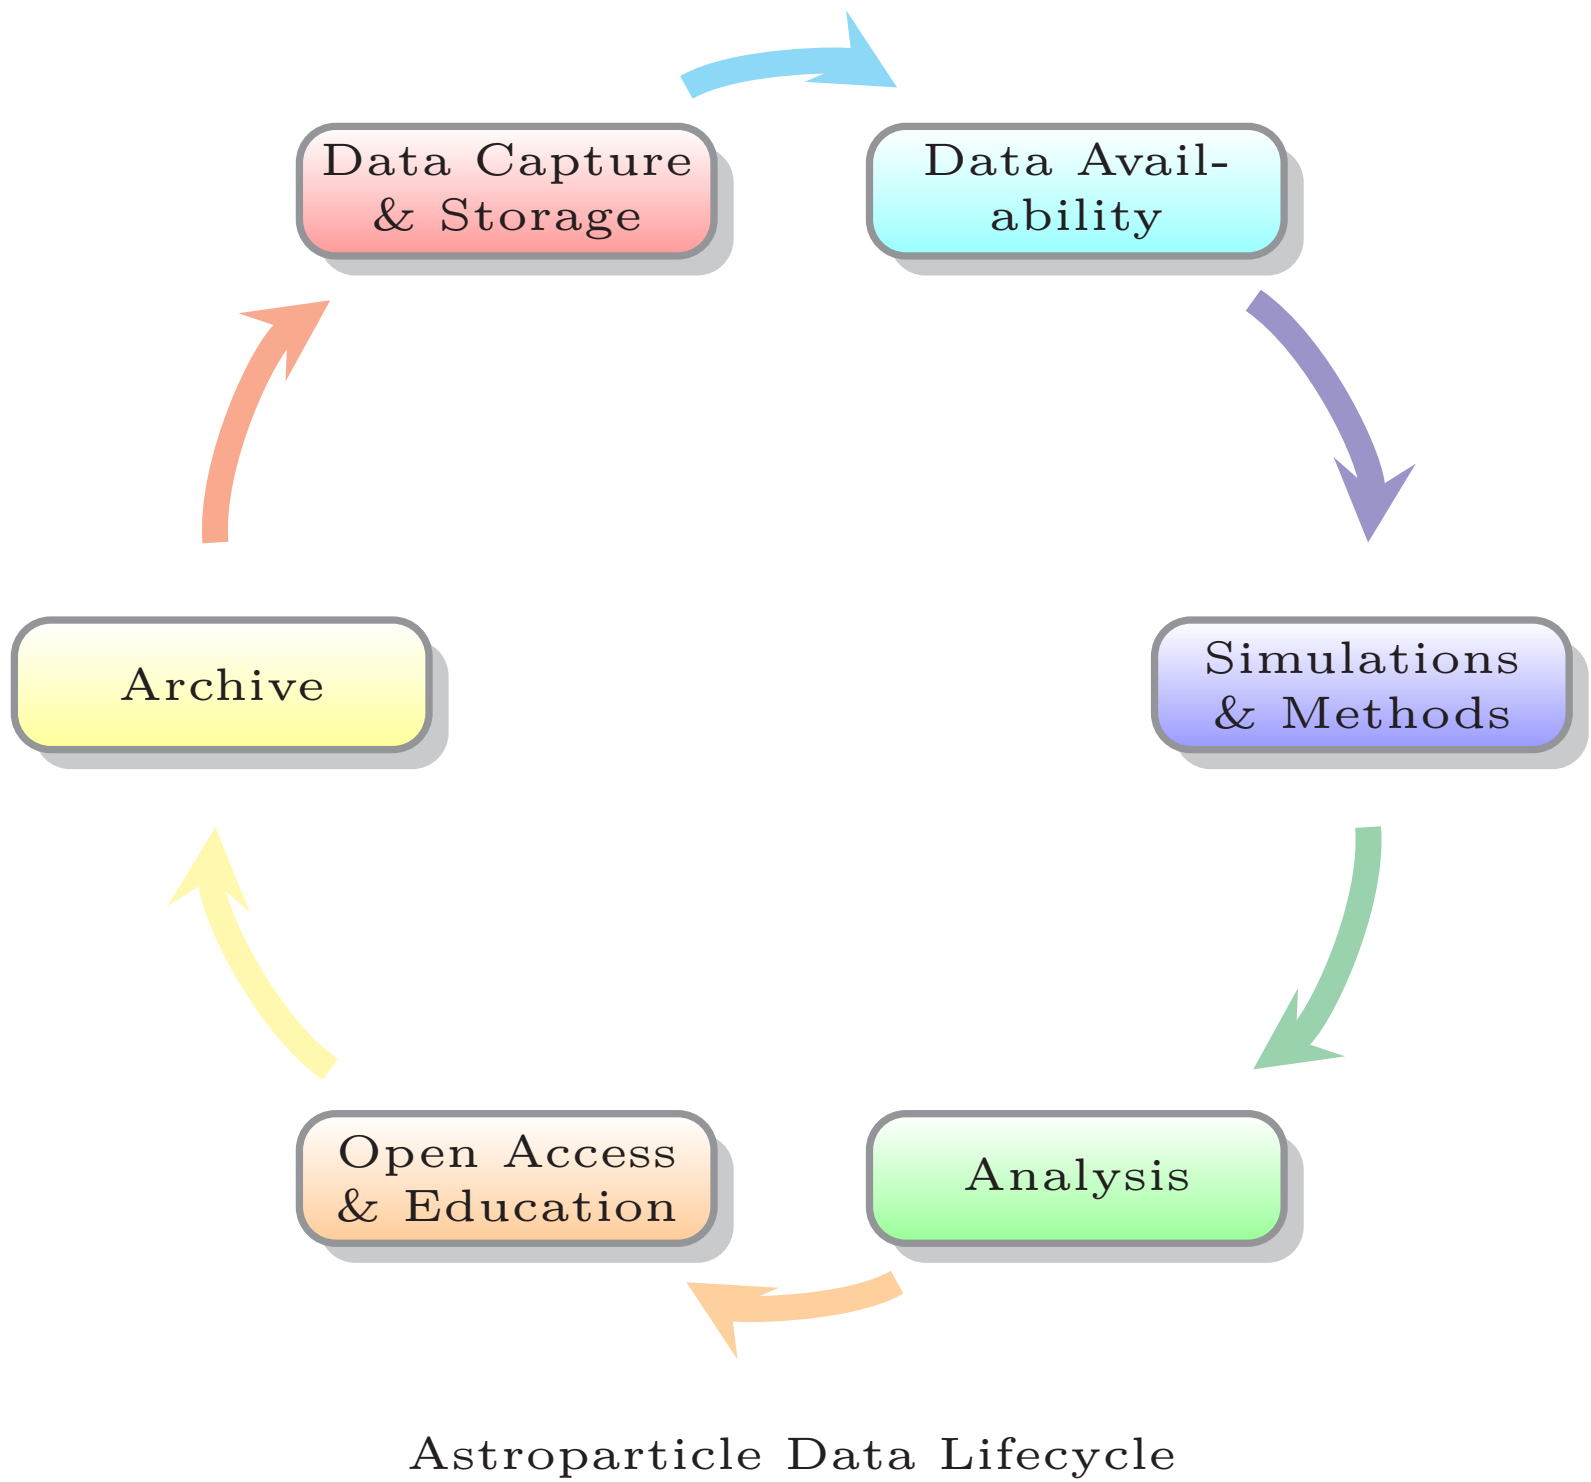 Data Capture
& Storage
Data Avail-
ability
Simulations
& Methods
Analysis
Open Access
& Education
Archive
Astroparticle Data Lifecycle